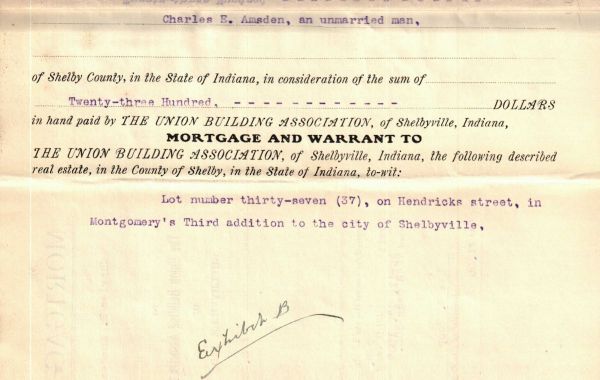 Charles E. Amsden, an unmarried man,
of Shelby County, in the State of Indiana, in consideration of the sum of
Twenty-three Hundred, - - - - - - - - - - - - DOLLARS
in hand paid by THE UNION BUILDING ASSOCIATION, of Shelbyville, Indiana,
MORTGAGE AND WARRANT TO
THE UNION BUILDING ASSOCIATION, of Shelbyville, Indiana, the following described
real estate, in the County of Shelby, in the State of Indiana, to-wit:
Lot number thirty-seven (37), on Hendricks street, in
Montgomery's Third addition to the city of Shelbyville,
Exhibit B
MORTGAG